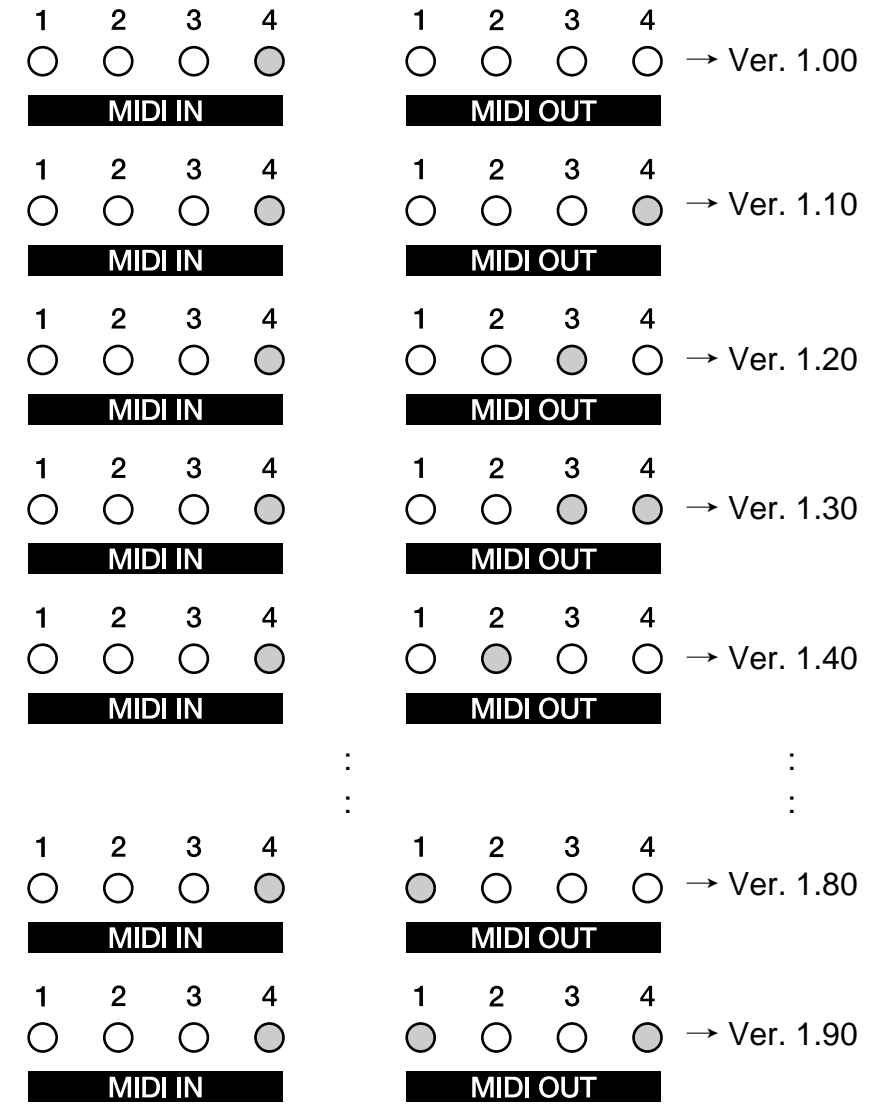 1 2 3 4 1 2 3 4
→ Ver. 1.00
MIDI IN MIDI OUT
1 2 3 4 1 2 3 4
→ Ver. 1.10
MIDI IN MIDI OUT
1 2 3 4 1 2 3 4
→ Ver. 1.20
MIDI IN MIDI OUT
1 2 3 4 1 2 3 4
→ Ver. 1.30
MIDI IN MIDI OUT
1 2 3 4 1 2 3 4
→ Ver. 1.40
MIDI IN MIDI OUT
: :
: :
1 2 3 4 1 2 3 4
→ Ver. 1.80
MIDI IN MIDI OUT
1 2 3 4 1 2 3 4
→ Ver. 1.90
MIDI IN MIDI OUT